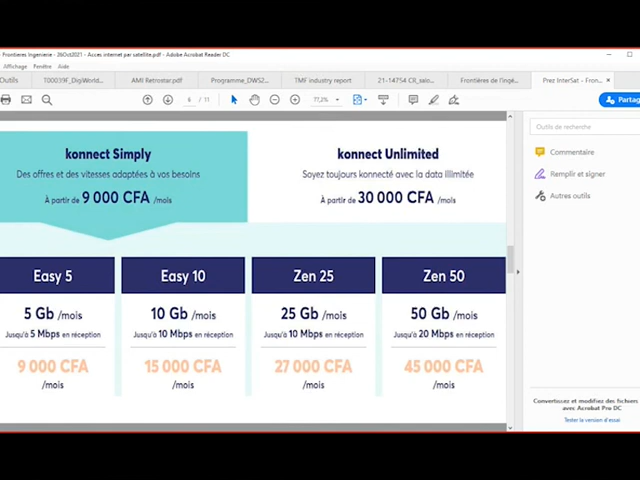 Frontieres Ingenierie - 26Oct2021 - Acces internet par satellite.pdf - Adobe Acrobat Reader DC
Affichage Fenêtre Aide
Outils T00039F_DigiWorld... AMI Retrostar.pdf Programme_DWS2... TMF industry report 21-14754 CR_salo... Frontières de l'ingé... Prez InterSat - Fron... ×
6 / 11 77,2% Partag
konnect Simply
Des offres et des vitesses adaptées à vos besoins
À partir de 9 000 CFA /mois
konnect Unlimited
Soyez toujours konnecté avec la data illimitée
À partir de 30 000 CFA /mois
Easy 5
5 Gb /mois
Jusqu'à 5 Mbps en réception
9 000 CFA
/mois
Easy 10
10 Gb /mois
Jusqu'à 10 Mbps en réception
15 000 CFA
/mois
Zen 25
25 Gb /mois
Jusqu'à 10 Mbps en réception
27 000 CFA
/mois
Zen 50
50 Gb /mois
Jusqu'à 20 Mbps en réception
45 000 CFA
/mois
Outils de recherche
Commentaire
Remplir et signer
Autres outils
Convertissez et modifiez des fichiers
avec Acrobat Pro DC
Tester la version d'essai